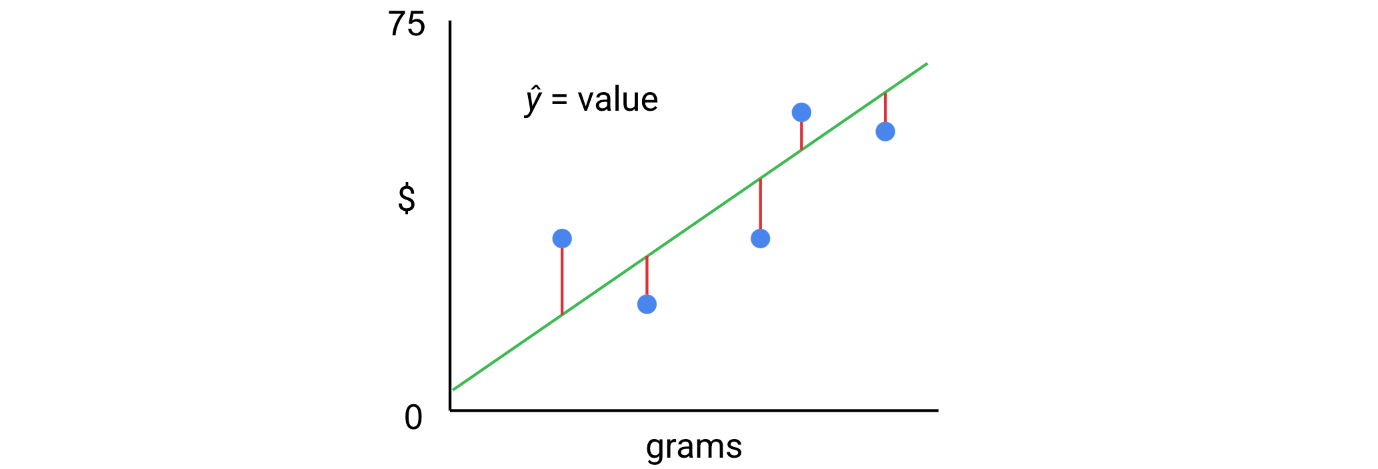 75
ŷ = value
$
0
grams